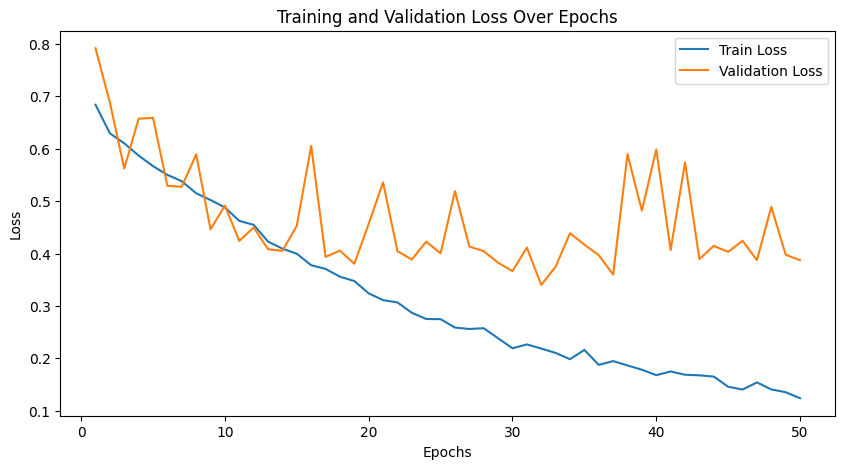 Training and Validation Loss Over Epochs
Train Loss
Validation Loss
Loss
0.8
0.7
0.6
0.5
0.4
0.3
0.2
0.1
0 10 20 30 40 50
Epochs